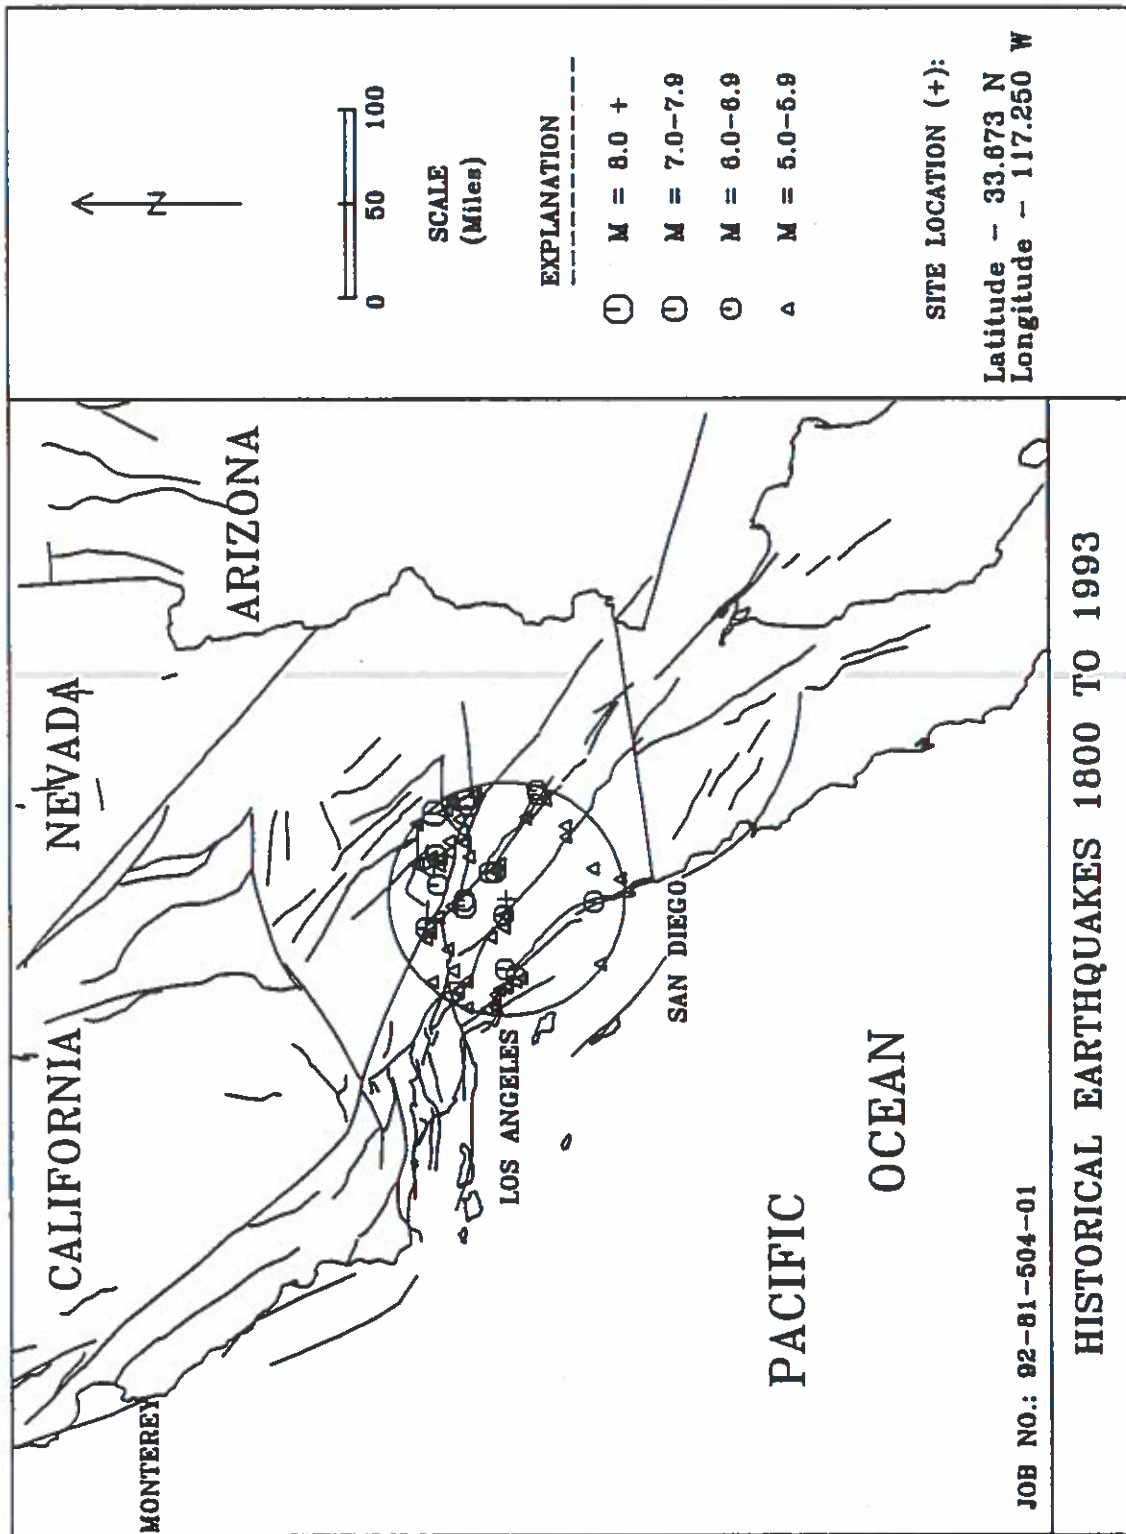 CALIFORNIA
NEVADA
ARIZONA
MONTEREY
LOS ANGELES
SAN DIEGO
PACIFIC
OCEAN
JOB NO.: 92-81-504-01
HISTORICAL EARTHQUAKES 1800 TO 1993
N
0 50 100
SCALE
(Miles)
EXPLANATION
M = 8.0 +
M = 7.0-7.9
M = 6.0-6.9
M = 5.0-5.9
SITE LOCATION (+):
Latitude - 33.673 N
Longitude - 117.250 W